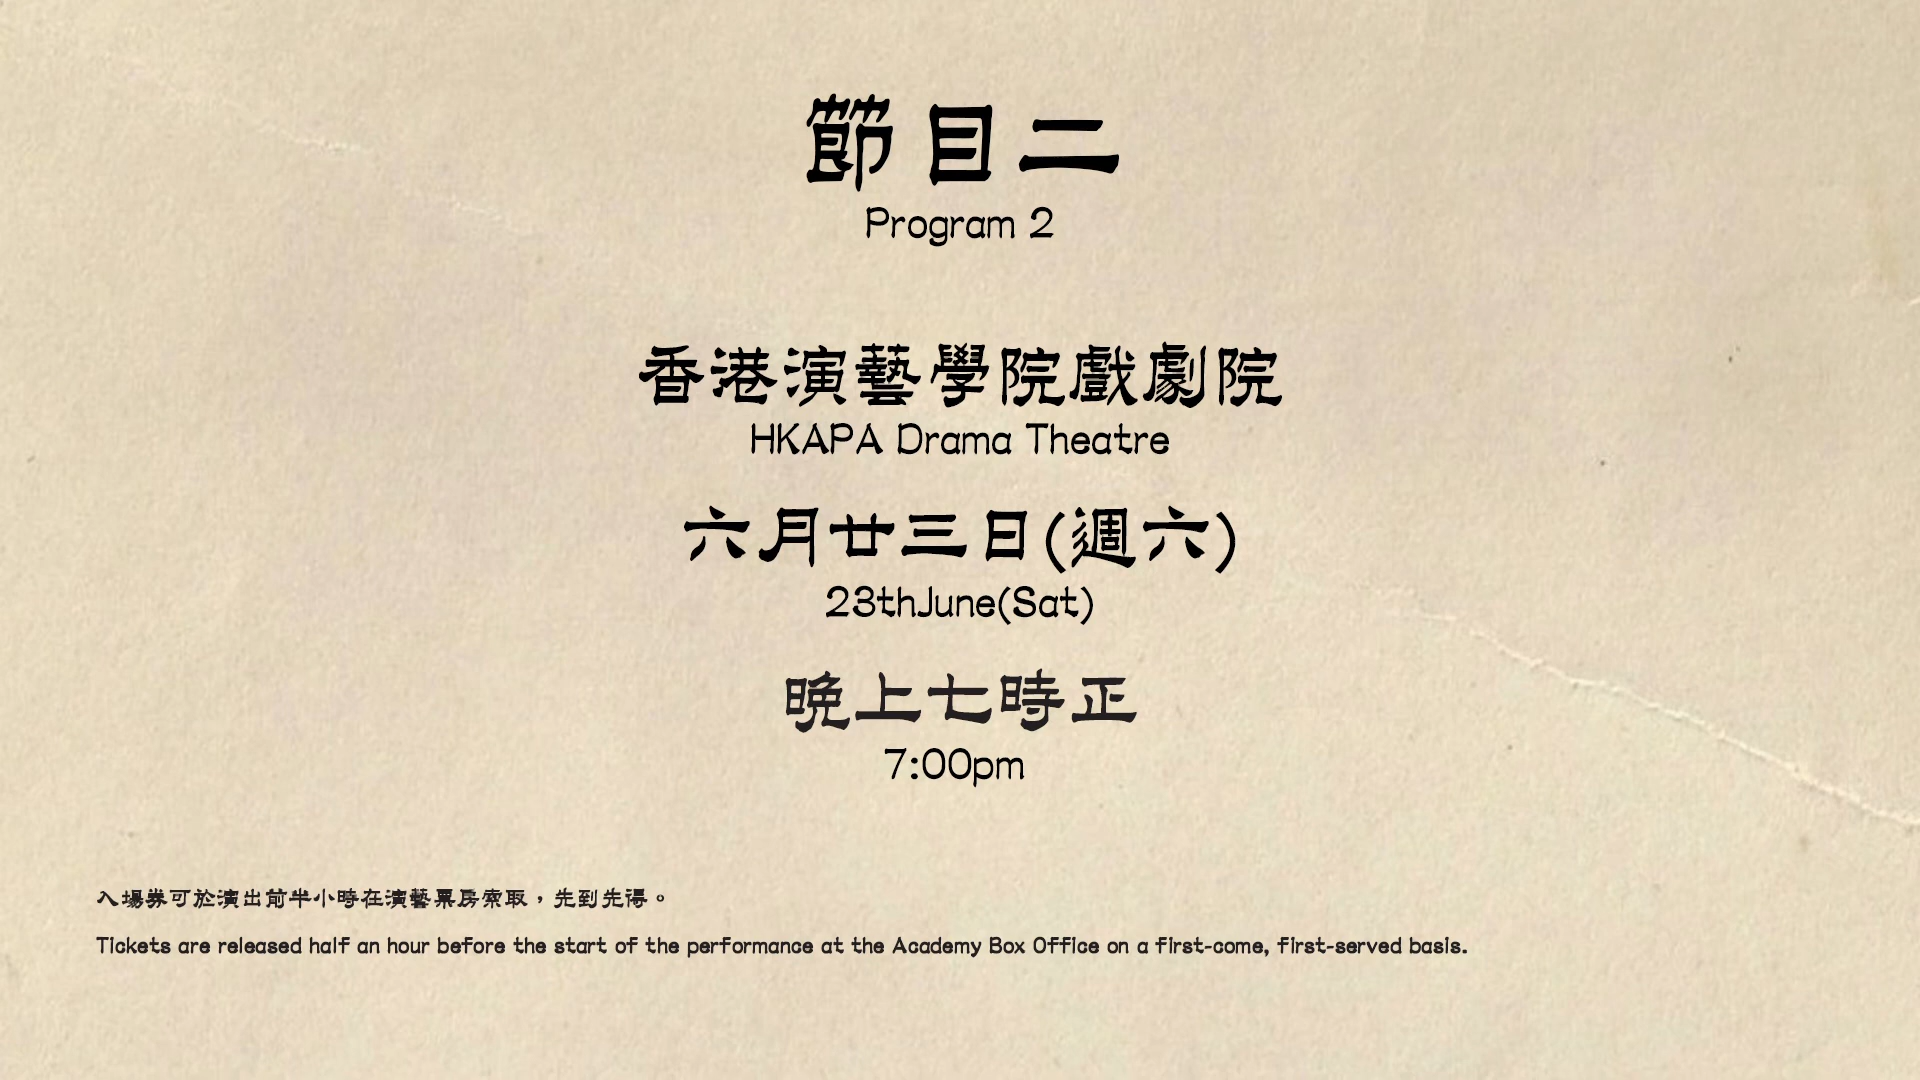 節目二
Program 2
香港演藝學院戲劇院
HKAPA Drama Theatre
六月廿三日(週六)
23thJune(Sat)
晚上七時正
7:00pm
入場券可於演出前半小時在演藝票房索取，先到先得。
Tickets are released half an hour before the start of the performance at the Academy Box Office on a first-come, first-served basis.